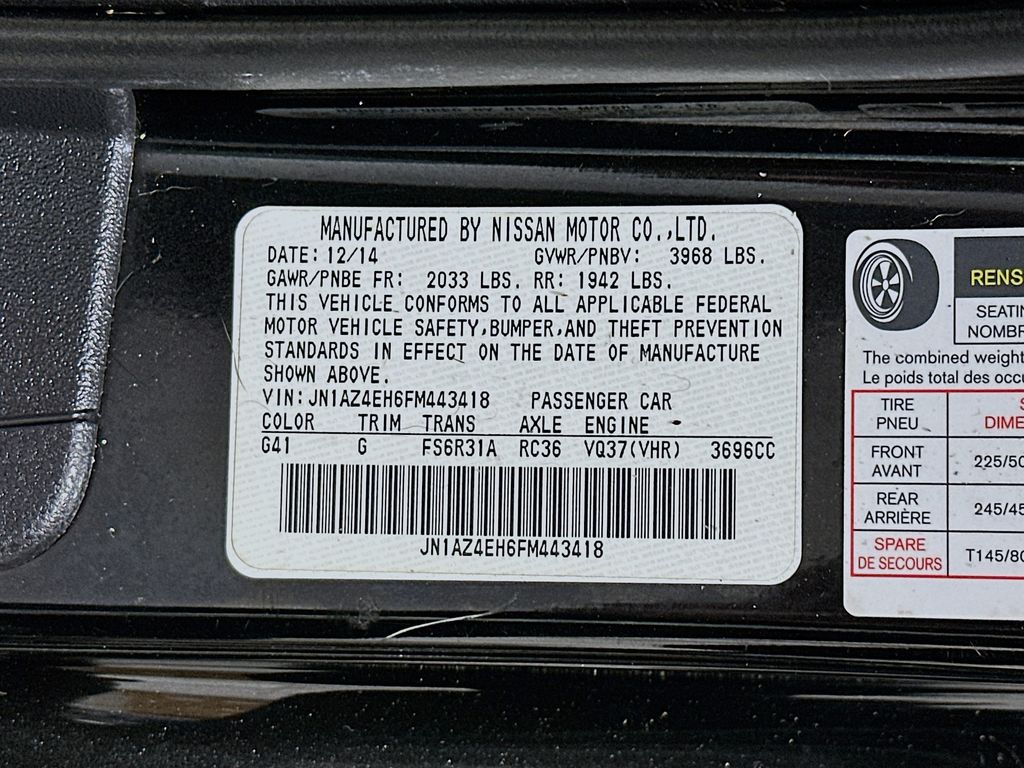 MANUFACTURED BY NISSAN MOTOR CO.,LTD.
DATE: 12/14 GVWR/PNBV: 3968 LBS.
GAWR/PNBE FR: 2033 LBS. RR: 1942 LBS.
THIS VEHICLE CONFORMS TO ALL APPLICABLE FEDERAL
MOTOR VEHICLE SAFETY,BUMPER,AND THEFT PREVENTION
STANDARDS IN EFFECT ON THE DATE OF MANUFACTURE
SHOWN ABOVE.
VIN: JN1AZ4EH6FM443418 PASSENGER CAR
COLOR TRIM TRANS AXLE ENGINE
G41 G FS6R31A RC36 VQ37(VHR) 3696CC
JN1AZ4EH6FM443418
RENS
SEATIN
NOMBR
The combined weight
Le poids total des occu
TIRE
PNEU
DIME
FRONT
AVANT
225/50
REAR
ARRIÈRE
245/45
SPARE
DE SECOURS
T145/80